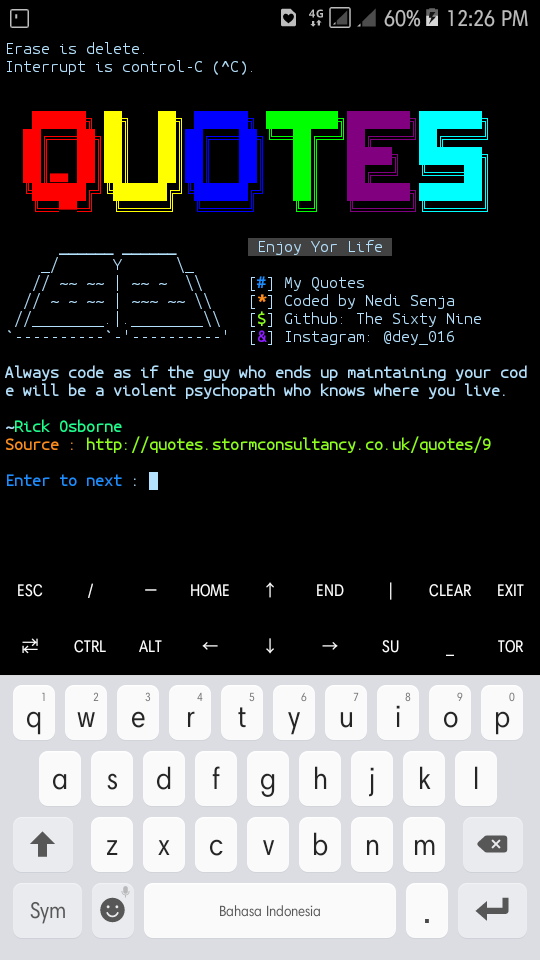 4G 60% 12:26 PM
Erase is delete.
Interrupt is control-C (^C).
QUOTES
Enjoy Yor Life
[#] My Quotes
[*] Coded by Nedi Senja
[$] Github: The Sixty Nine
[&] Instagram: @dey_016
Always code as if the guy who ends up maintaining your cod
e will be a violent psychopath who knows where you live.
~Rick Osborne
Source : http://quotes.stormconsultancy.co.uk/quotes/9
Enter to next :
ESC / — HOME ↑ END | CLEAR EXIT
⇄ CTRL ALT ← ↓ → SU _ TOR
1 2 3 4 5 6 7 8 9 0
q w e r t y u i o p
a s d f g h j k l
z x c v b n m
Sym Bahasa Indonesia .